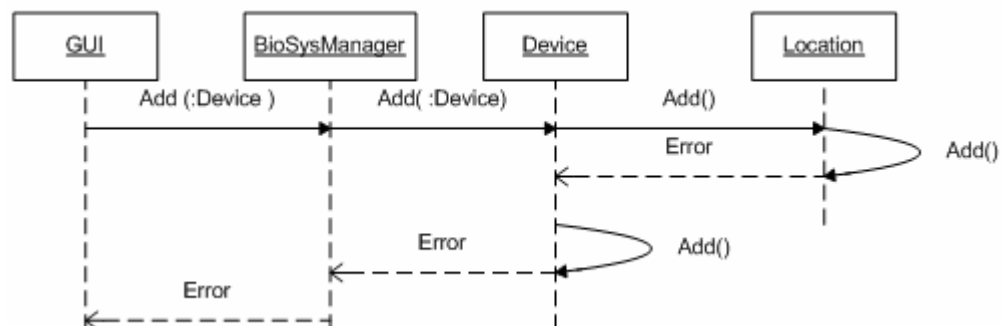 GUI
BioSysManager
Device
Location
Add (:Device )
Add( :Device)
Add()
Error
Add()
Error
Add()
Error